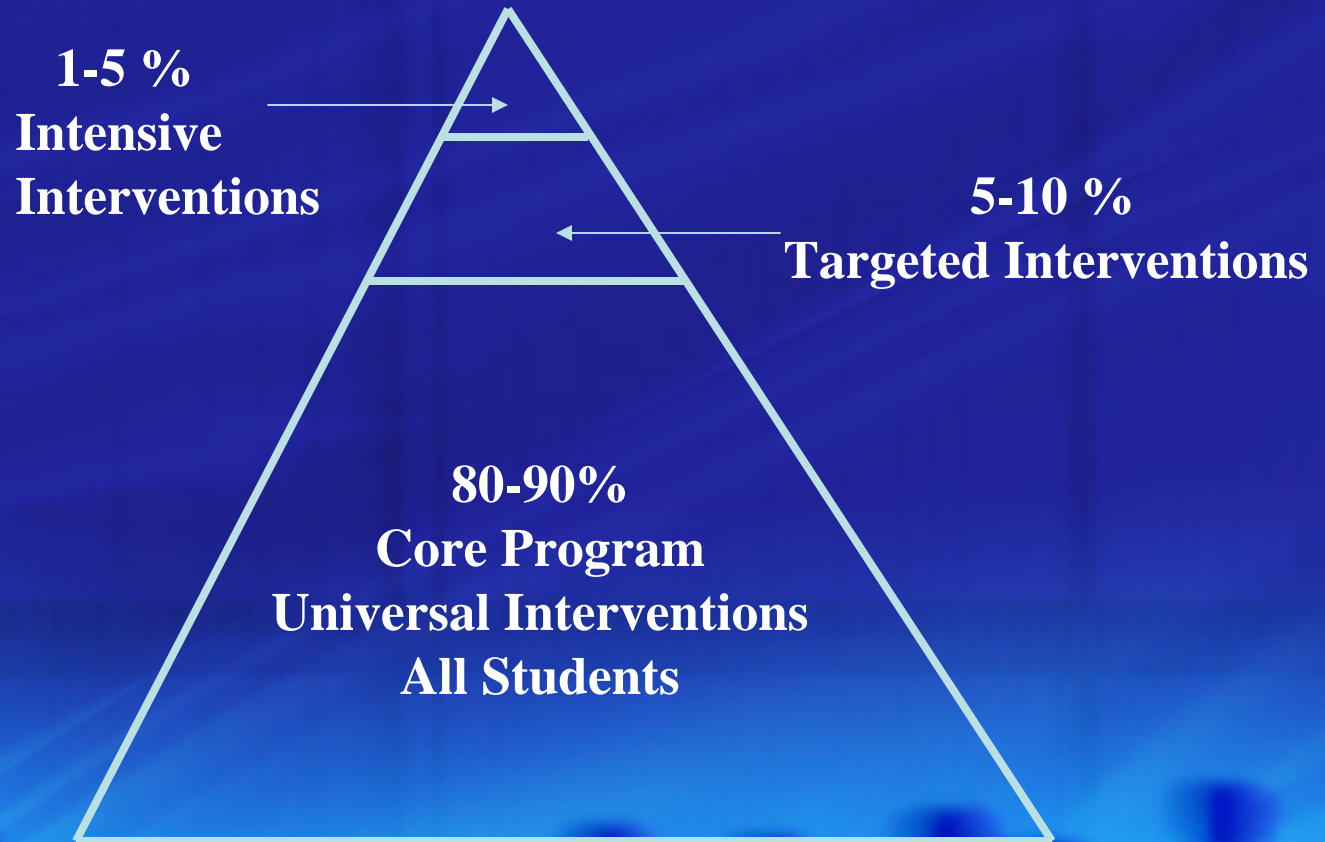 1-5 %
Intensive
Interventions
5-10 %
Targeted Interventions
80-90%
Core Program
Universal Interventions
All Students